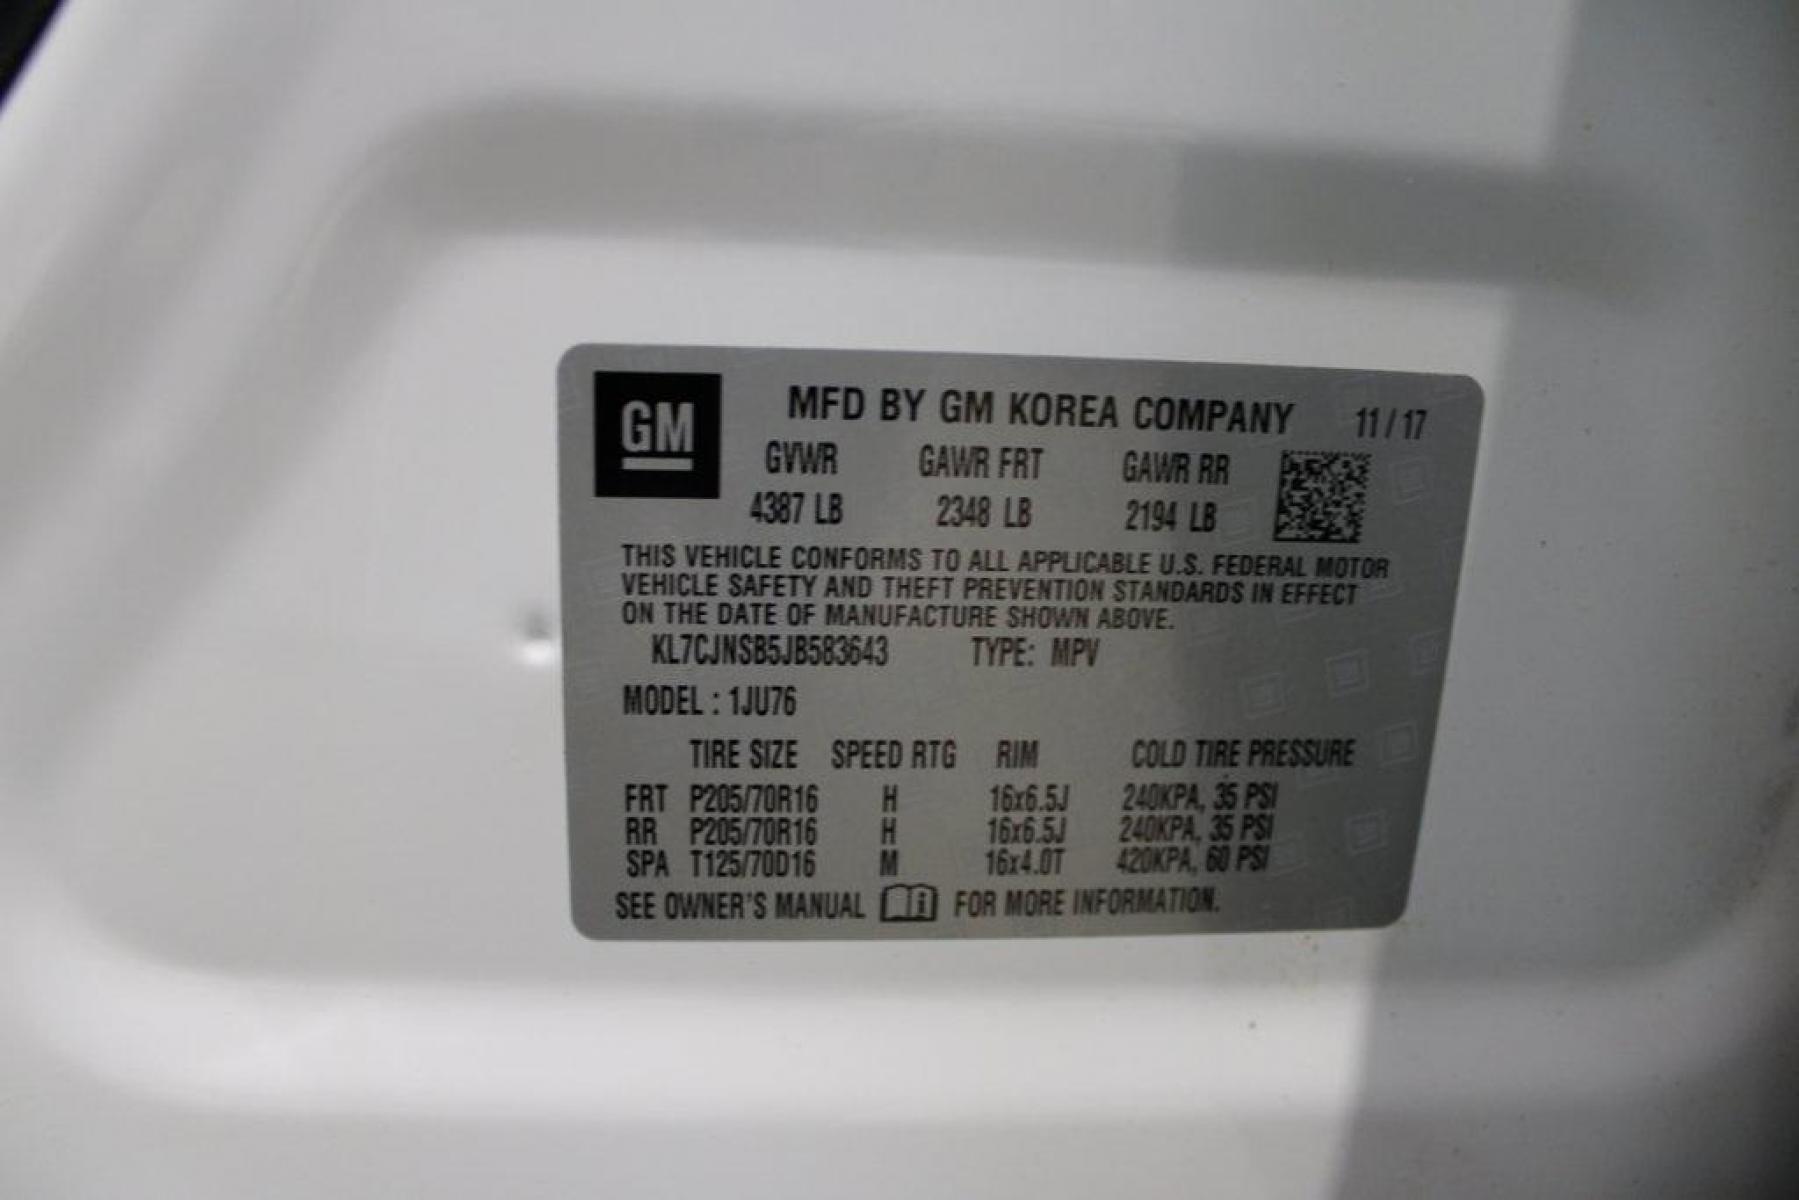 GM
MFD BY GM KOREA COMPANY 11/17
GVWR GAWR FRT GAWR RR
4387 LB 2348 LB 2194 LB
THIS VEHICLE CONFORMS TO ALL APPLICABLE U.S. FEDERAL MOTOR
VEHICLE SAFETY AND THEFT PREVENTION STANDARDS IN EFFECT
ON THE DATE OF MANUFACTURE SHOWN ABOVE.
KL7CJNSB5JB583643 TYPE: MPV
MODEL : 1JU76
TIRE SIZE SPEED RTG RIM COLD TIRE PRESSURE
FRT P205/70R16 H 16x6.5J 240KPA, 35 PSI
RR P205/70R16 H 16x6.5J 240KPA, 35 PSI
SPA T125/70D16 M 16x4.0T 420KPA, 60 PSI
SEE OWNER'S MANUAL i FOR MORE INFORMATION.